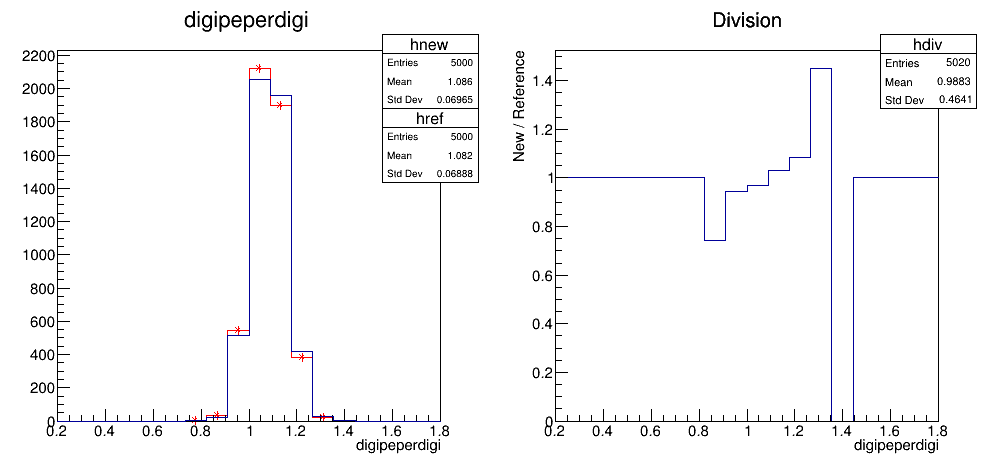 digipeperdigi
hnew
Entries 5000
Mean 1.086
Std Dev 0.06965
href
Entries 5000
Mean 1.082
Std Dev 0.06888
2200
2000
1800
1600
1400
1200
1000
800
600
400
200
0
0.2 0.4 0.6 0.8 1 1.2 1.4 1.6 1.8
digipeperdigi
Division
hdiv
Entries 5020
Mean 0.9883
Std Dev 0.4641
New / Reference
1.4
1.2
1
0.8
0.6
0.4
0.2
0
0.2 0.4 0.6 0.8 1 1.2 1.4 1.6 1.8
digipeperdigi